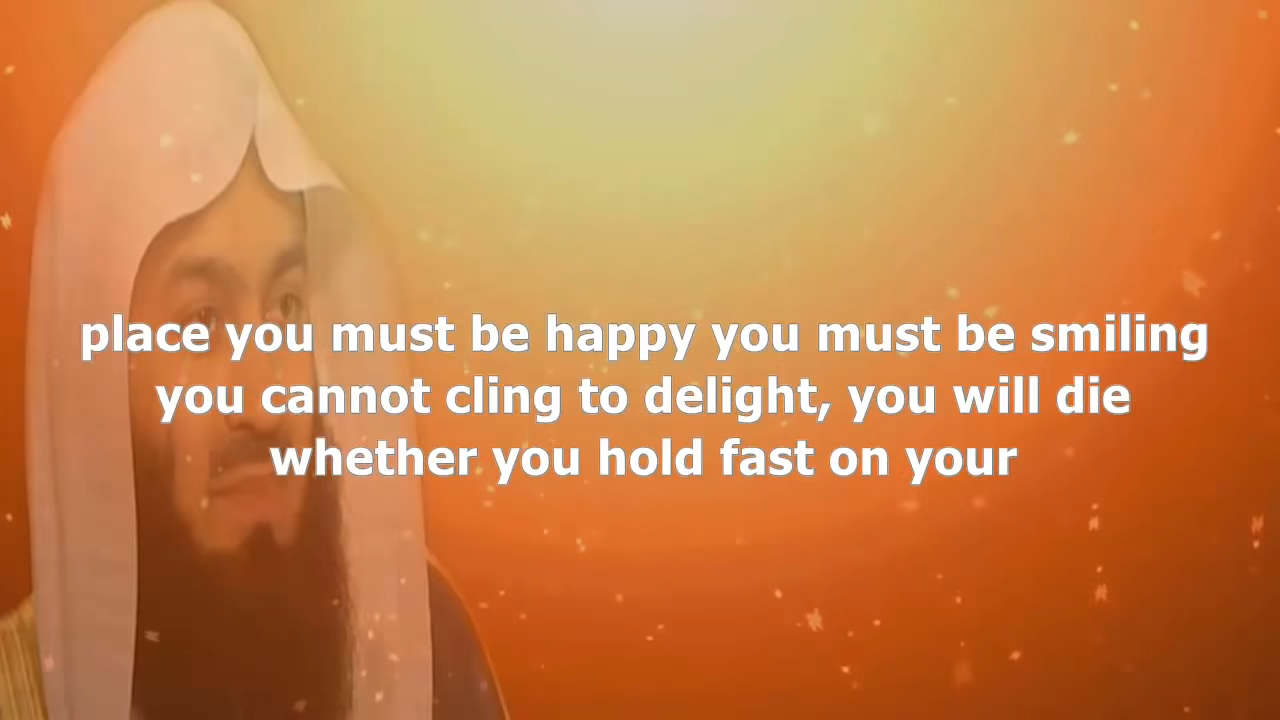 place you must be happy you must be smiling
you cannot cling to delight, you will die
whether you hold fast on your